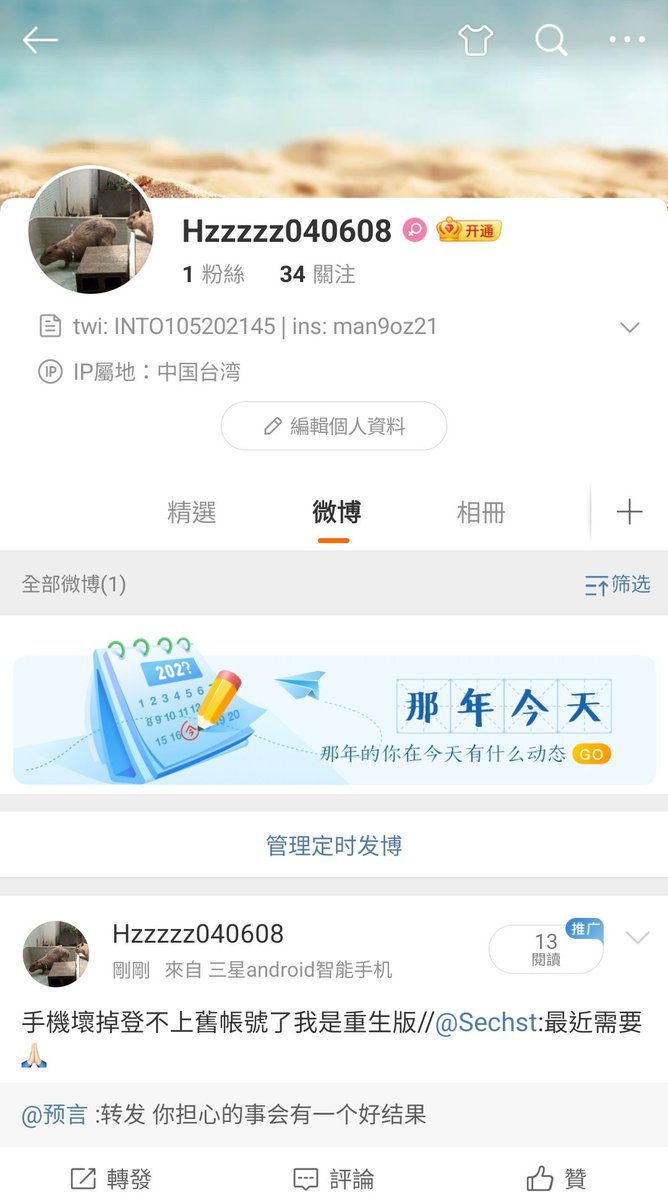 Hzzzzz040608 开通
1 粉絲 34 關注
twi: INTO105202145 | ins: man9oz21
IP IP屬地：中国台湾
編輯個人資料
精選 微博 相冊
全部微博(1) 筛选
202?
1 2 3 4 5 6
8 9 10 11 12
19 20
15 16
今
那年今天
那年的你在今天有什么动态 GO
管理定时发博
Hzzzzz040608
剛剛 來自 三星android智能手机
13 推广
閱讀
手機壞掉登不上舊帳號了我是重生版//@Sechst:最近需要
🙏🏻
@预言 :转发 你担心的事会有一个好结果
轉發 評論 贊